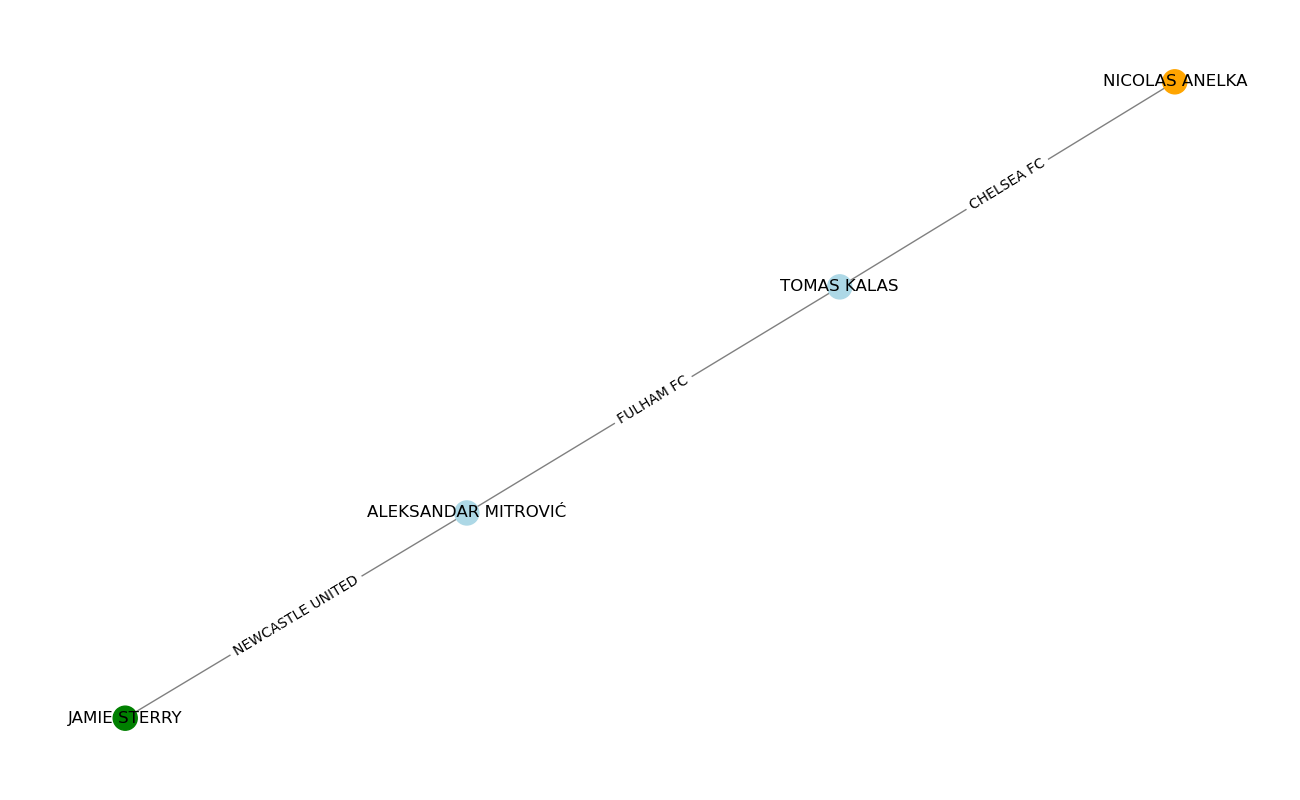 NICOLAS ANELKA
CHELSEA FC
TOMAS KALAS
FULHAM FC
ALEKSANDAR MITROVIĆ
NEWCASTLE UNITED
JAMIE STERRY